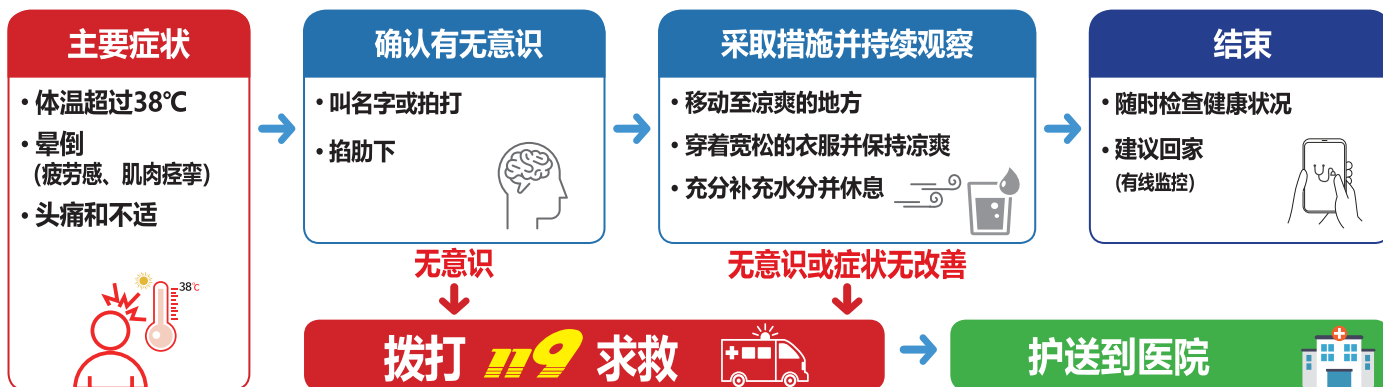 主要症状
• 体温超过38℃
• 晕倒
(疲劳感、肌肉痉挛)
• 头痛和不适
38℃
确认有无意识
• 叫名字或拍打
• 掐肋下
采取措施并持续观察
• 移动至凉爽的地方
• 穿着宽松的衣服并保持凉爽
• 充分补充水分并休息
结束
• 随时检查健康状况
• 建议回家
(有线监控)
无意识
无意识或症状无改善
拨打 119 求救
护送到医院